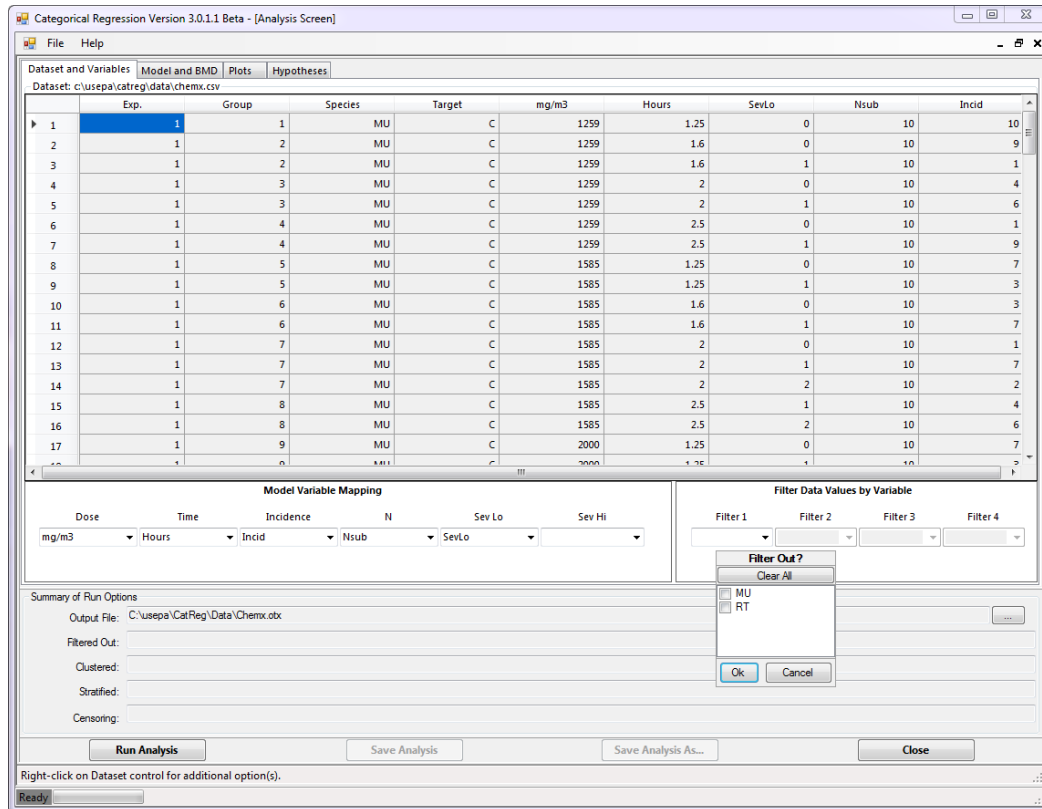 Categorical Regression Version 3.0.1.1 Beta - [Analysis Screen]
File Help
Dataset and Variables Model and BMD Plots Hypotheses
Dataset: c:\usepa\catreg\data\chemx.csv
Exp. Group Species Target mg/m3 Hours SevLo Nsub Incid
1 1 1 MU C 1259 1.25 0 10 10
2 1 2 MU C 1259 1.6 0 10 9
3 1 2 MU C 1259 1.6 1 10 1
4 1 3 MU C 1259 2 0 10 4
5 1 3 MU C 1259 2 1 10 6
6 1 4 MU C 1259 2.5 0 10 1
7 1 4 MU C 1259 2.5 1 10 9
8 1 5 MU C 1585 1.25 0 10 7
9 1 5 MU C 1585 1.25 1 10 3
10 1 6 MU C 1585 1.6 0 10 3
11 1 6 MU C 1585 1.6 1 10 7
12 1 7 MU C 1585 2 0 10 1
13 1 7 MU C 1585 2 1 10 7
14 1 7 MU C 1585 2 2 10 2
15 1 8 MU C 1585 2.5 1 10 4
16 1 8 MU C 1585 2.5 2 10 6
17 1 9 MU C 2000 1.25 0 10 7
Model Variable Mapping
Dose Time Incidence N Sev Lo Sev Hi
mg/m3 Hours Incid Nsub SevLo
Filter Data Values by Variable
Filter 1 Filter 2 Filter 3 Filter 4
Filter Out?
Clear All
MU
RT
Ok Cancel
Summary of Run Options
Output File: C:\usepa\CatReg\Data\Chemx.otx ...
Filtered Out:
Clustered:
Stratified:
Censoring:
Run Analysis Save Analysis Save Analysis As... Close
Right-click on Dataset control for additional option(s).
Ready